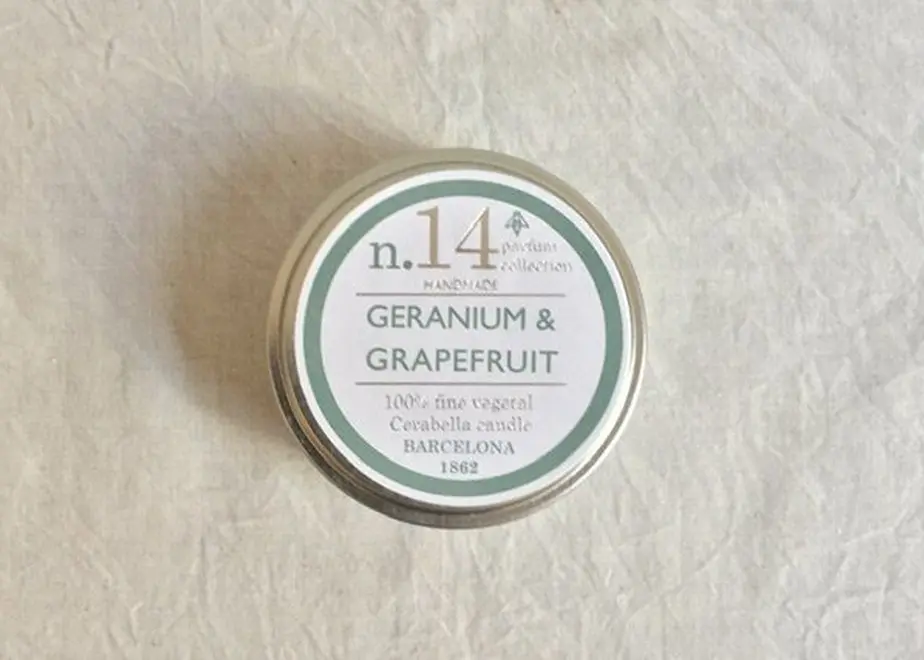 n.14 parfum
collection
HANDMADE
GERANIUM &
GRAPEFRUIT
100% fine vegetal
Cerabella candle
BARCELONA
1862